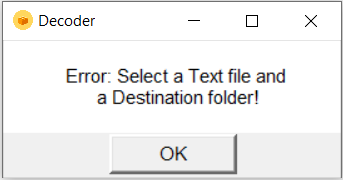 Decoder
Error: Select a Text file and
a Destination folder!
OK